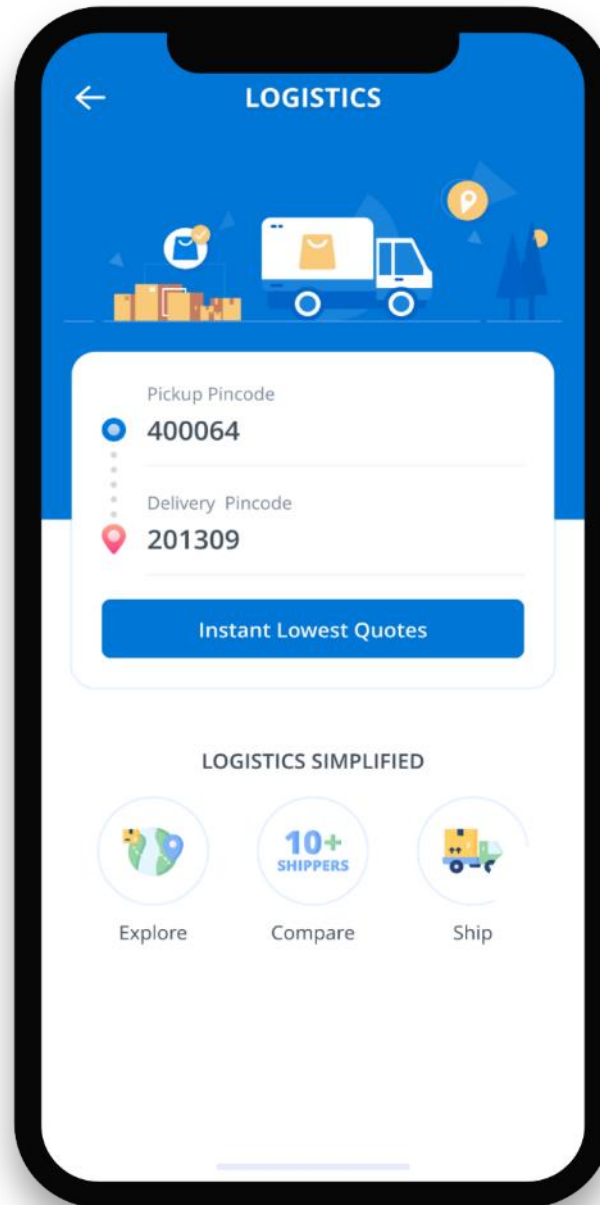 LOGISTICS
Pickup Pincode
400064
Delivery Pincode
201309
Instant Lowest Quotes
LOGISTICS SIMPLIFIED
10+
SHIPPERS
Explore
Compare
Ship